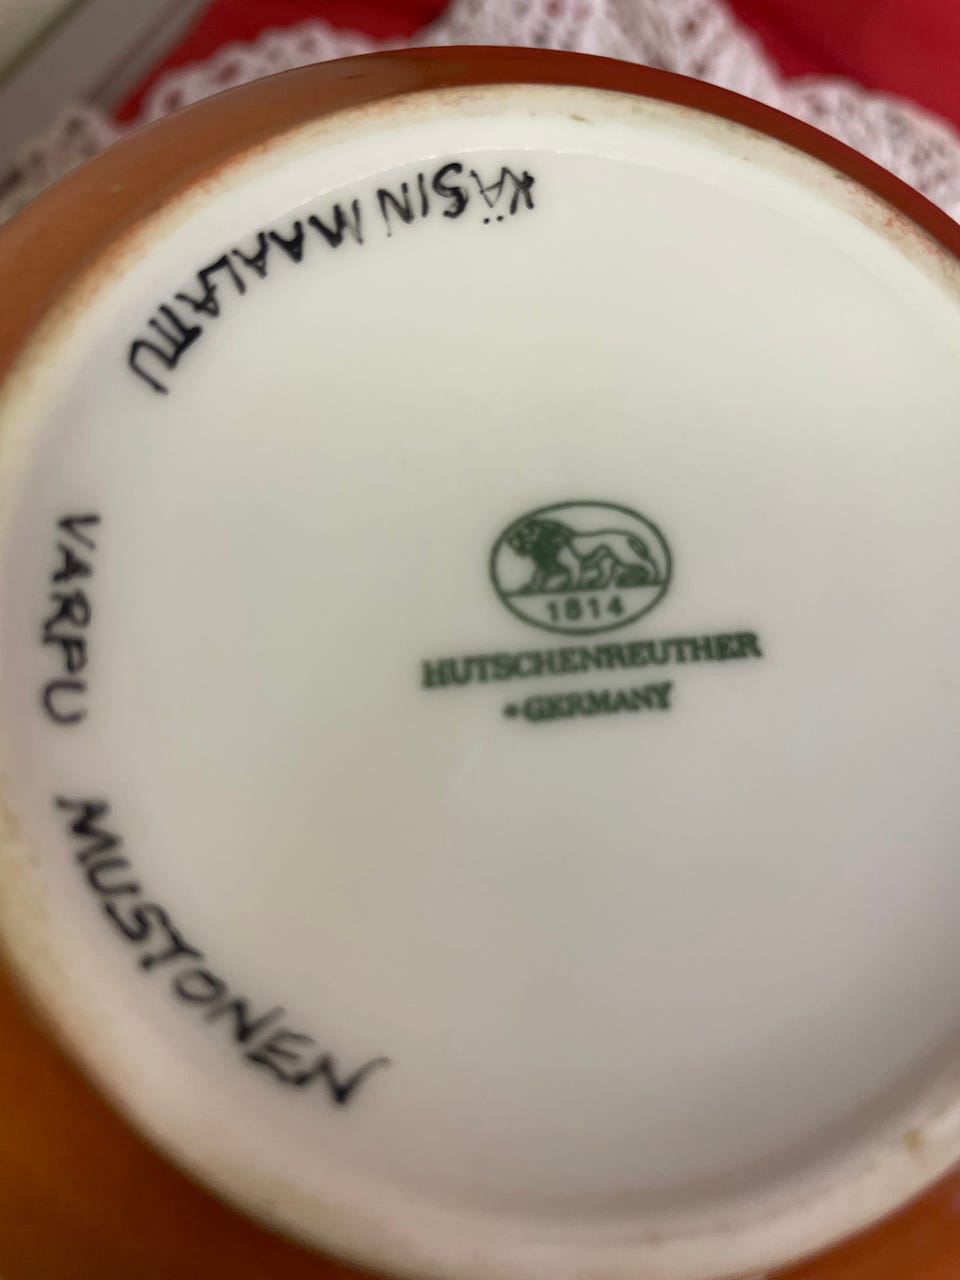 KÄSIN MAALATTU
VARPU MUSTONEN
1814
HUTSCHENREUTHER
GERMANY